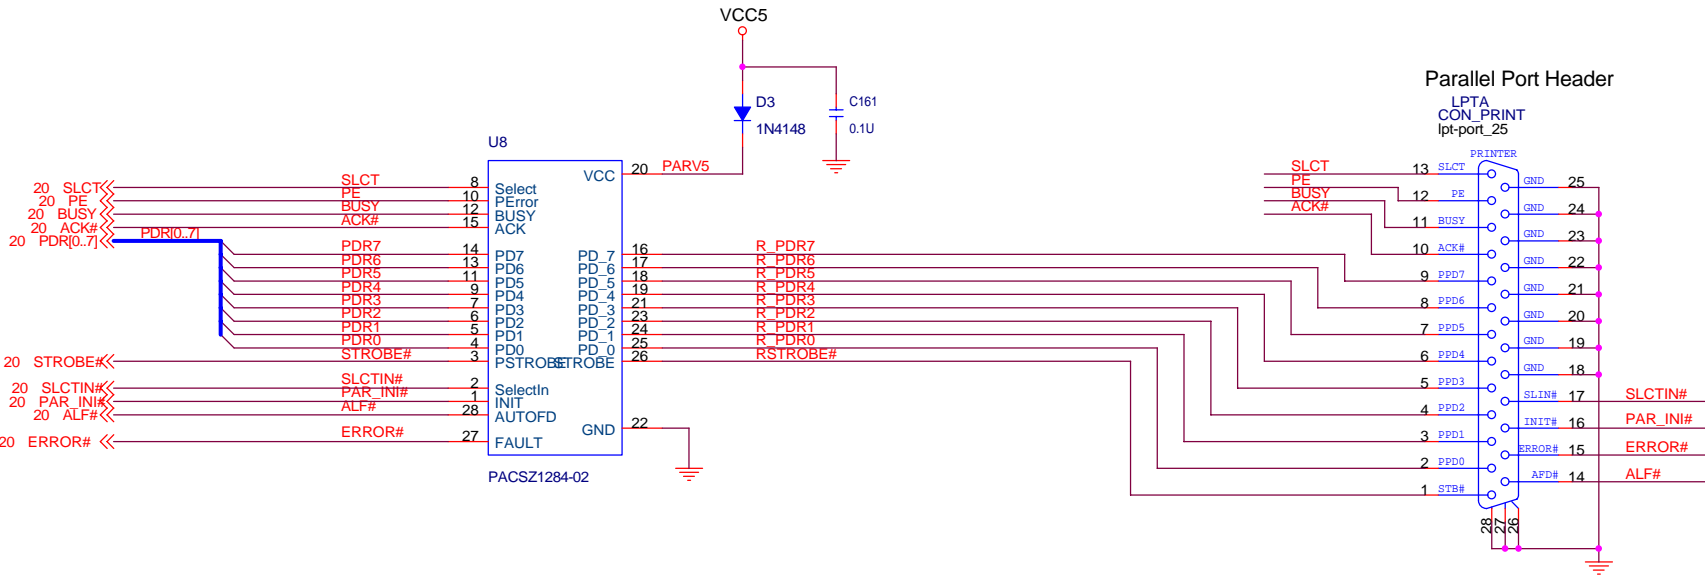 VCC5
D3
1N4148
C161
0.1U
Parallel Port Header
LPTA
CON_PRINT
lpt-port_25
PRINTER
U8
20 PARV5
VCC
20 SLCT SLCT 8 Select
20 PE PE 10 PError
20 BUSY BUSY 12 BUSY
20 ACK# ACK# 15 ACK
20 PDR[0..7] PDR[0..7]
PDR7 14 PD7 PD_7 16 R_PDR7
PDR6 13 PD6 PD_6 17 R_PDR6
PDR5 11 PD5 PD_5 18 R_PDR5
PDR4 9 PD4 PD_4 19 R_PDR4
PDR3 7 PD3 PD_3 21 R_PDR3
PDR2 6 PD2 PD_2 23 R_PDR2
PDR1 5 PD1 PD_1 24 R_PDR1
PDR0 4 PD0 PD_0 25 R_PDR0
20 STROBE# STROBE# 3 PSTROBE STROBE 26 RSTROBE#
20 SLCTIN# SLCTIN# 2 SelectIn
20 PAR_INI# PAR_INI# 1 INIT
20 ALF# ALF# 28 AUTOFD
GND 22
20 ERROR# ERROR# 27 FAULT
PACSZ1284-02
SLCT 13 SLCT
GND 25
PE 12 PE
BUSY
GND 24
ACK# 11 BUSY
GND 23
10 ACK#
GND 22
9 PPD7
GND 21
8 PPD6
GND 20
7 PPD5
GND 19
6 PPD4
GND 18
5 PPD3
SLIN# 17 SLCTIN#
4 PPD2
INIT# 16 PAR_INI#
3 PPD1
ERROR# 15 ERROR#
2 PPD0
AFD# 14 ALF#
1 STB#
28 27 26